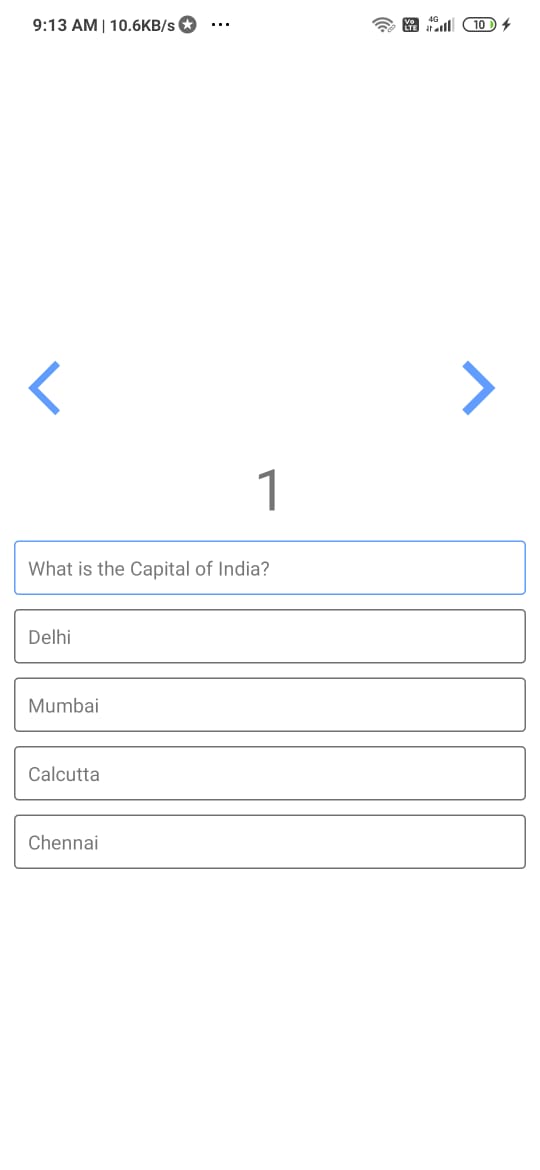 9:13 AM | 10.6KB/s ...
Vo LTE 4G 10
1
What is the Capital of India?
Delhi
Mumbai
Calcutta
Chennai